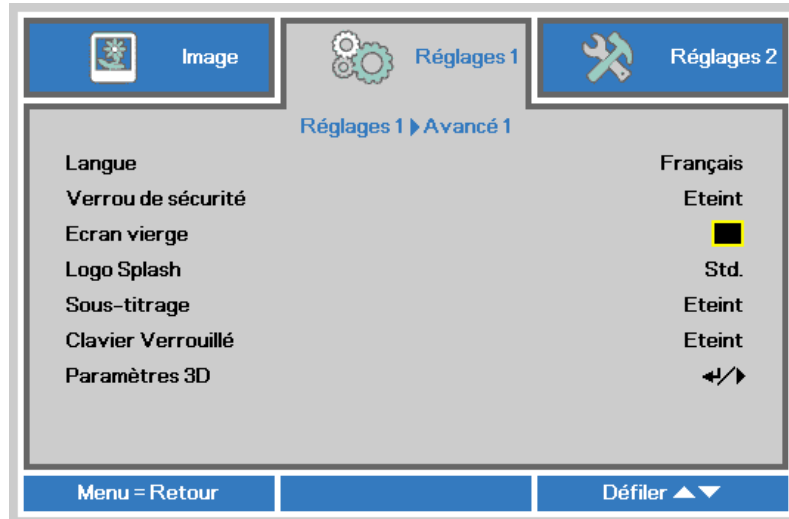 Image
Réglages 1
Réglages 2
Réglages 1 ▶ Avancé 1
Langue Français
Verrou de sécurité Eteint
Ecran vierge
Logo Splash Std.
Sous-titrage Eteint
Clavier Verrouillé Eteint
Paramètres 3D ↵/▶
Menu = Retour
Défiler ▲▼